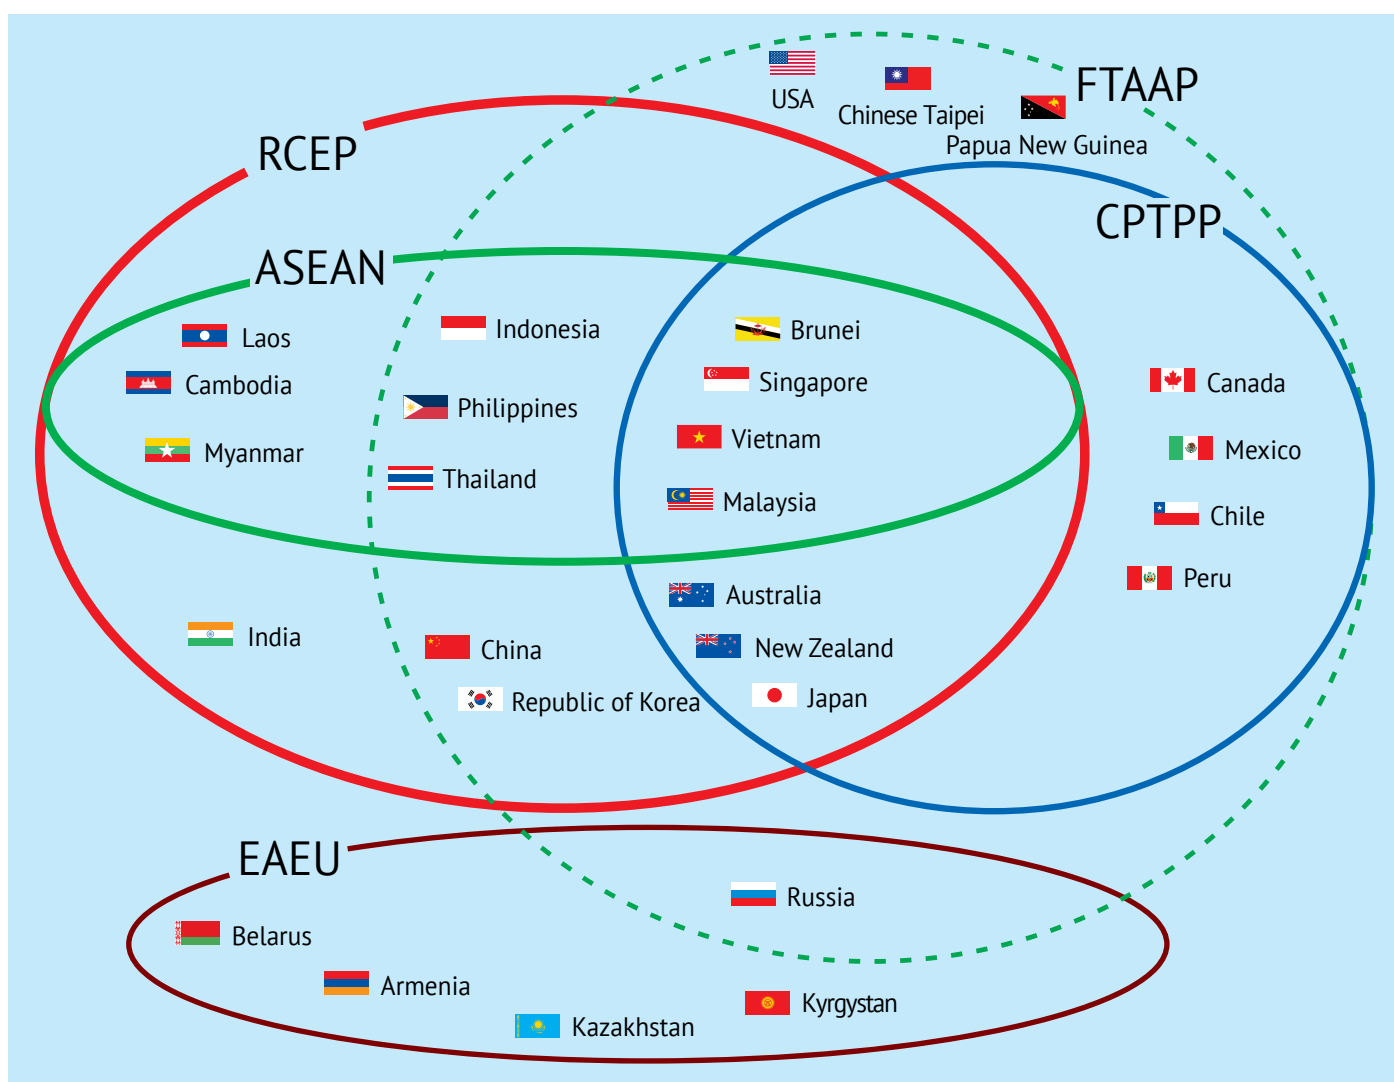 USA
FTAAP
Chinese Taipei
Papua New Guinea
RCEP
CPTPP
ASEAN
Laos
Indonesia
Brunei
Cambodia
Singapore
Canada
Philippines
Myanmar
Vietnam
Mexico
Thailand
Malaysia
Chile
Peru
Australia
India
China
New Zealand
Republic of Korea
Japan
EAEU
Russia
Belarus
Armenia
Kyrgystan
Kazakhstan